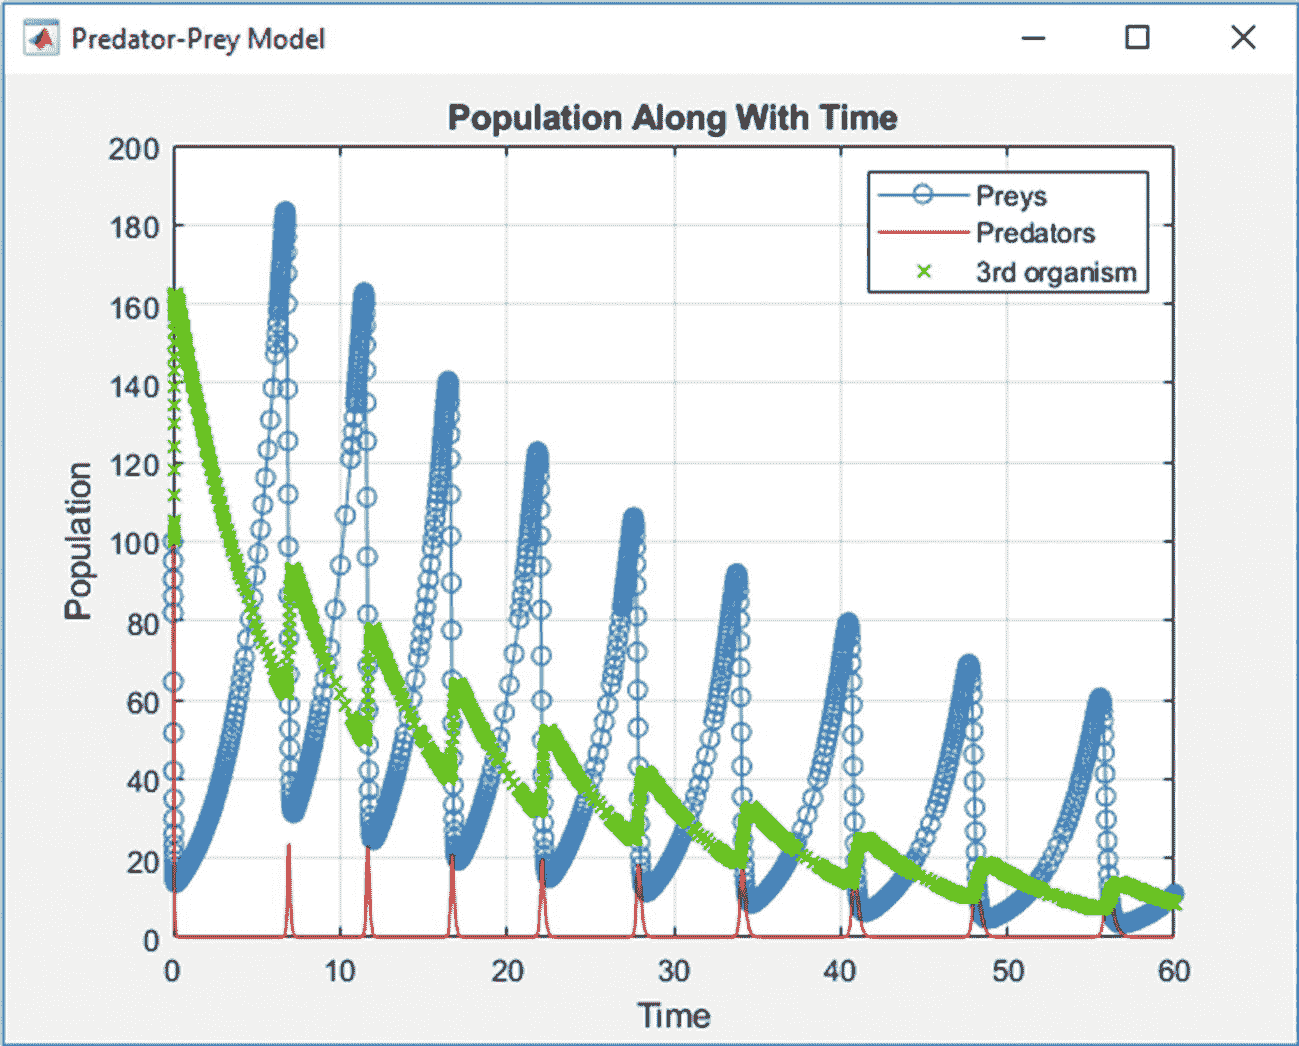 Predator-Prey Model
Population Along With Time
200
180
160
140
120
100
80
60
40
20
0
Population
Preys
Predators
3rd organism
0 10 20 30 40 50 60
Time